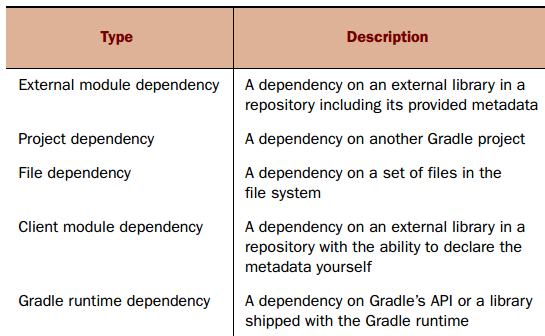 Type Description
External module dependency A dependency on an external library in a
repository including its provided metadata
Project dependency A dependency on another Gradle project
File dependency A dependency on a set of files in the
file system
Client module dependency A dependency on an external library in a
repository with the ability to declare the
metadata yourself
Gradle runtime dependency A dependency on Gradle’s API or a library
shipped with the Gradle runtime